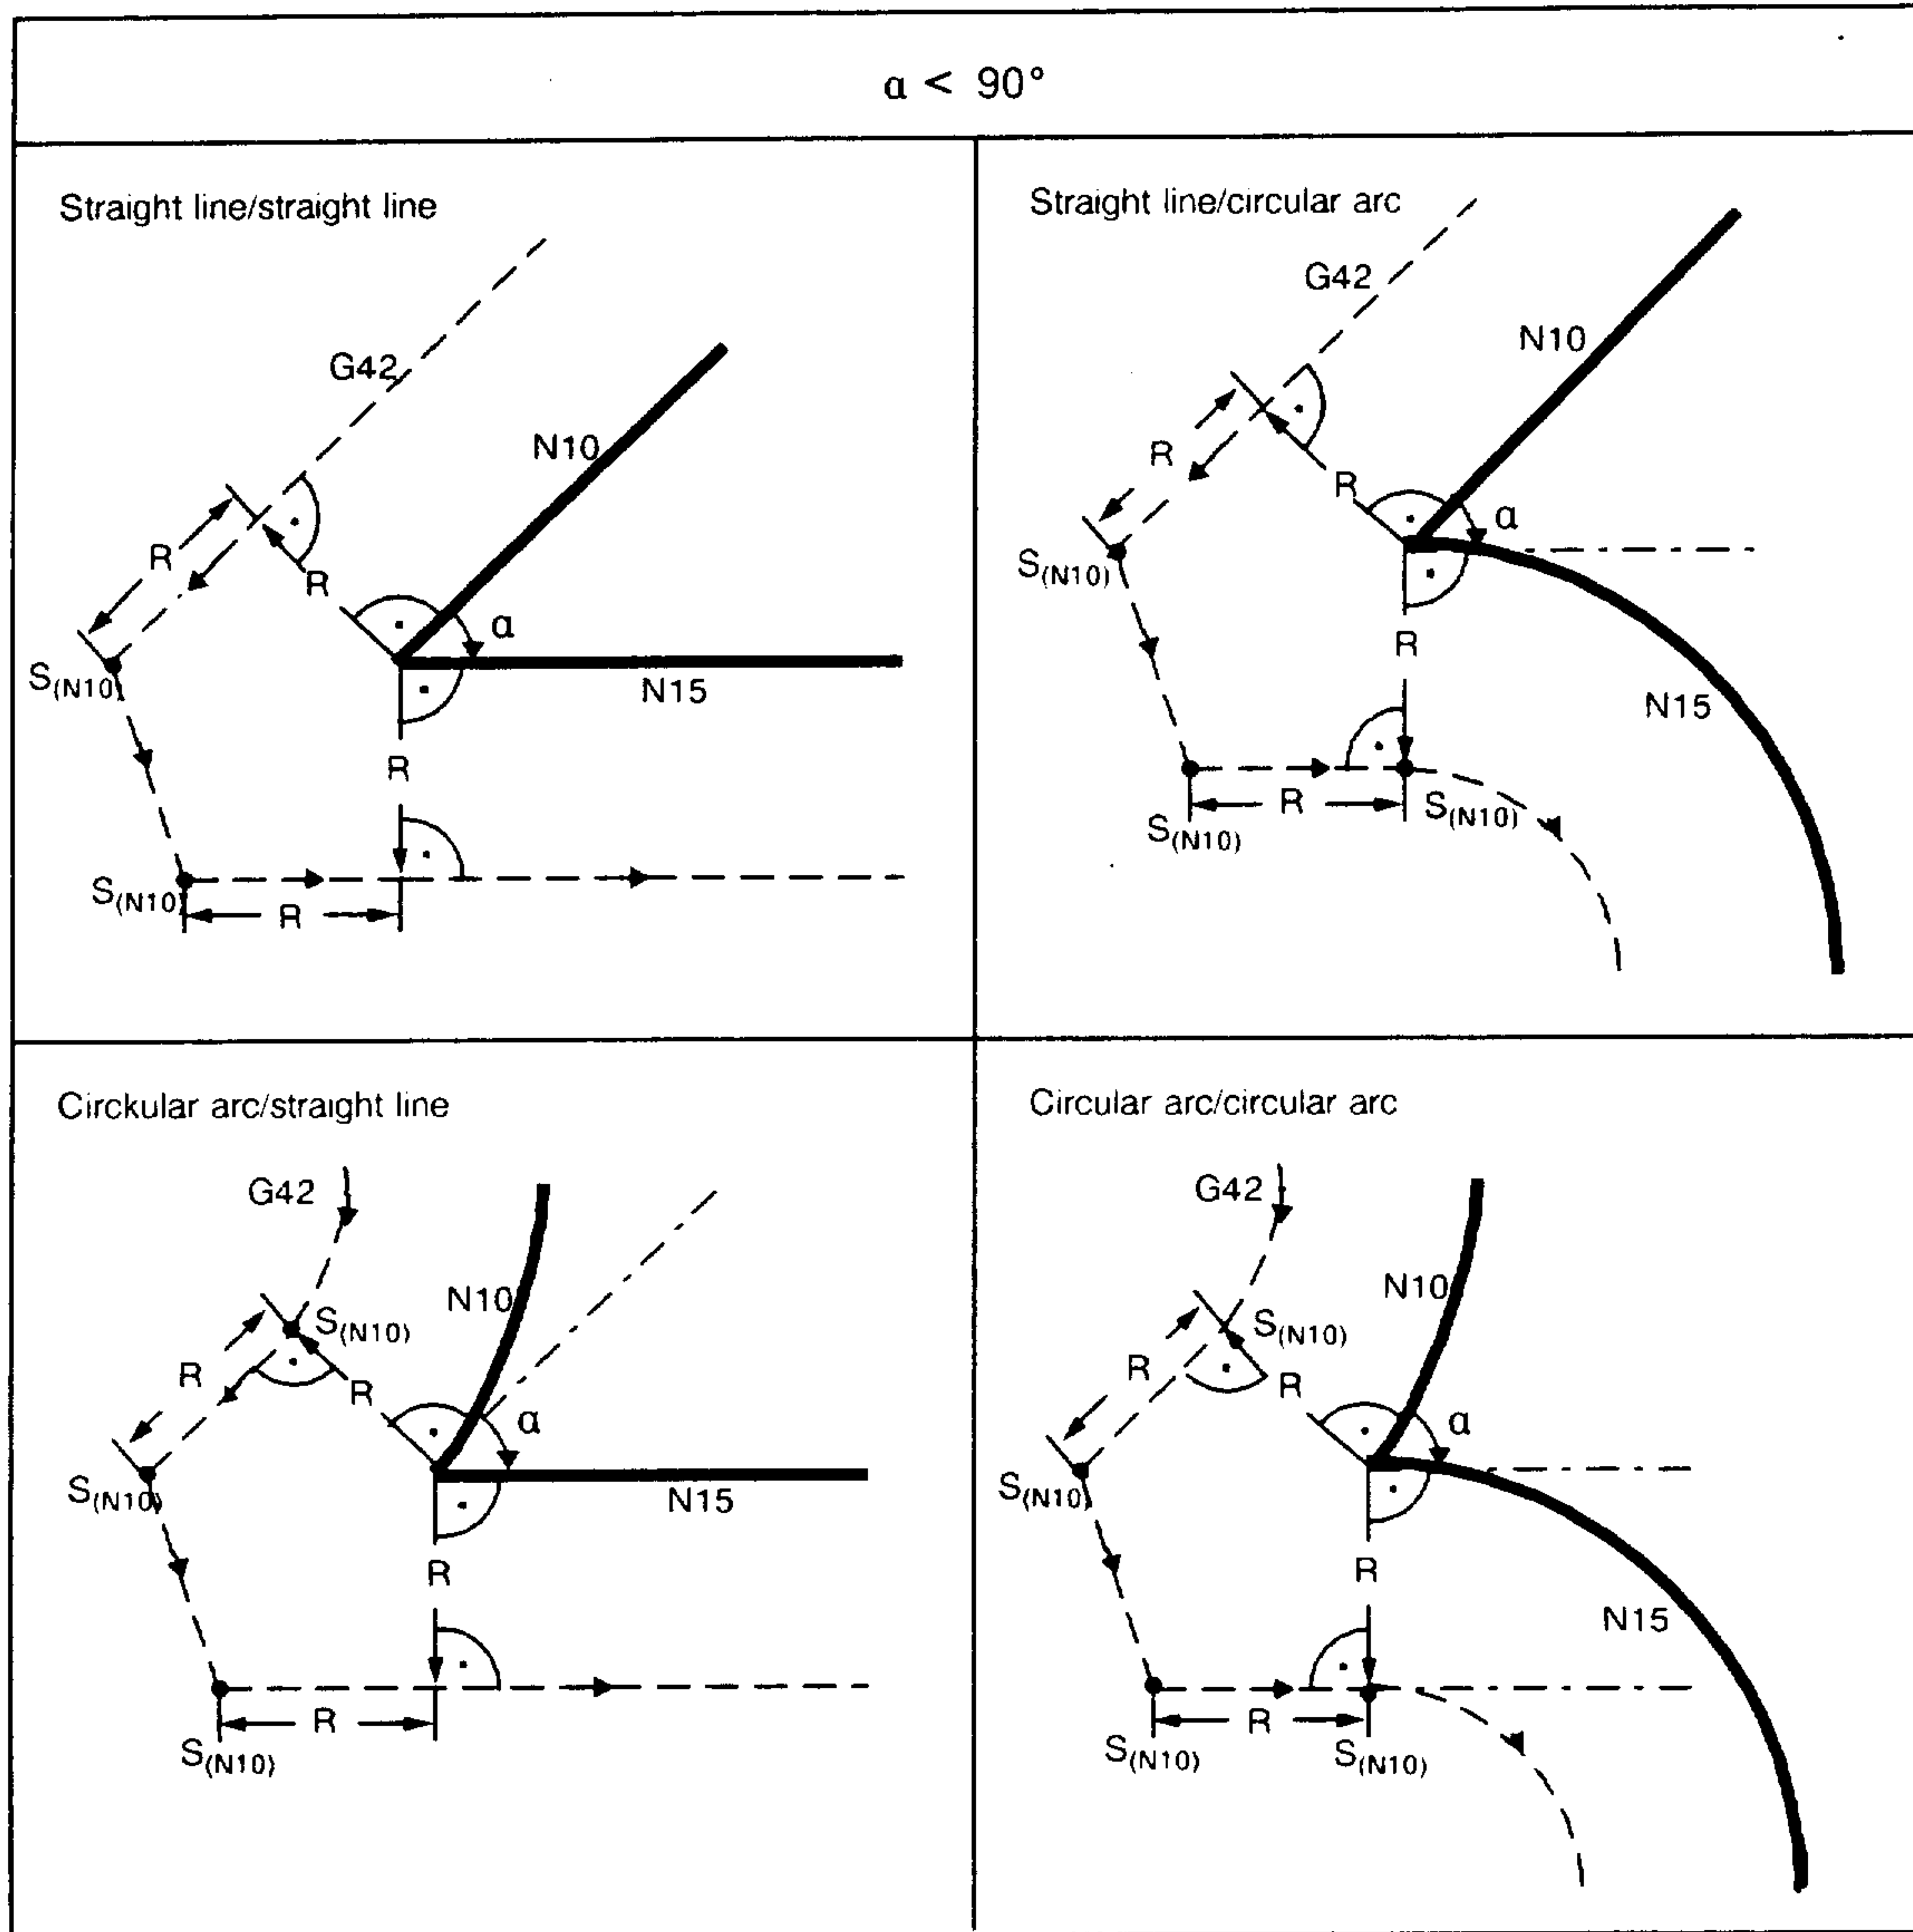 α < 90°
Straight line/straight line
G42
N10
R
R
α
S(N10)
N15
R
S(N10)
R
Straight line/circular arc
G42
N10
R
R
α
S(N10)
R
N15
R
S(N10)
S(N10)
Circkular arc/straight line
G42
N10
S(N10)
R
R
α
S(N10)
N15
R
R
S(N10)
Circular arc/circular arc
G42
N10
S(N10)
R
R
α
S(N10)
R
N15
R
S(N10)
S(N10)